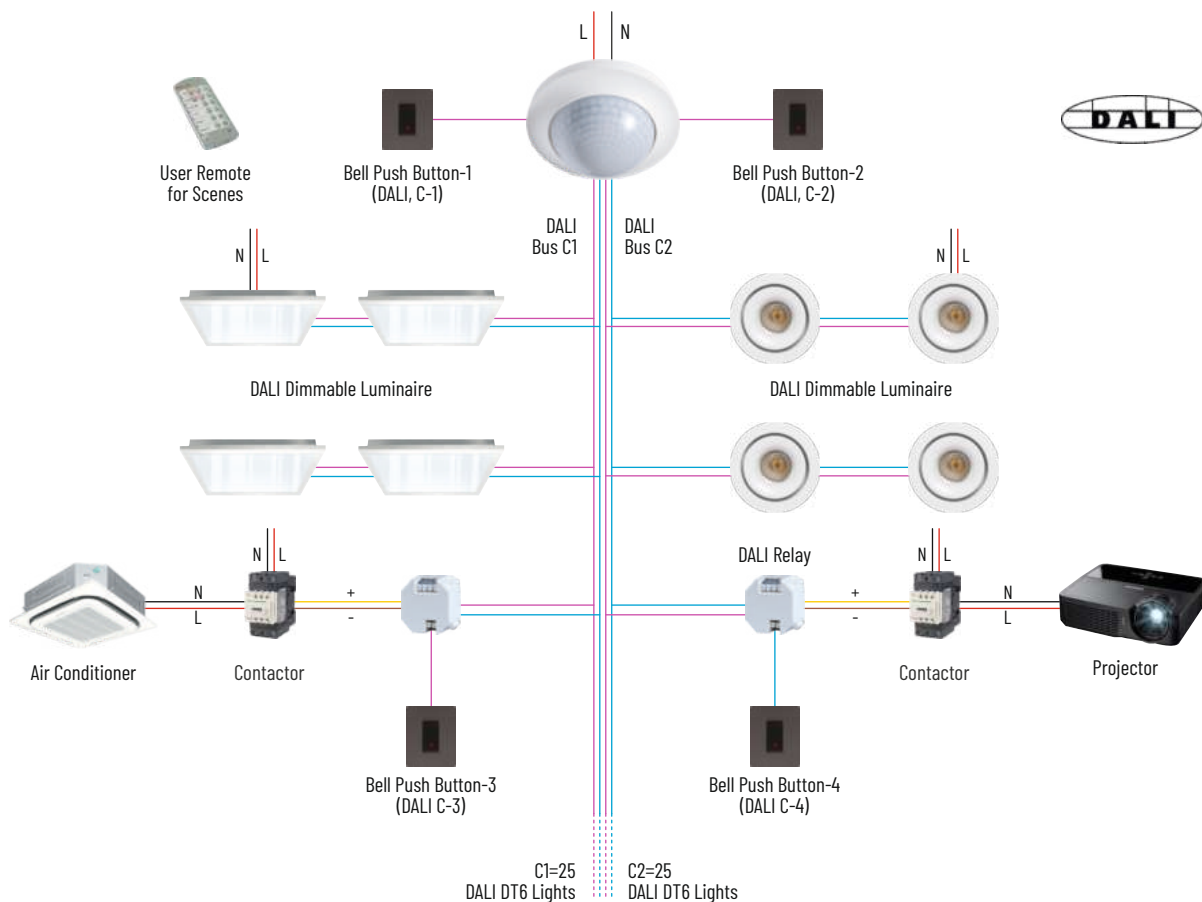 L
N
DALI
User Remote
for Scenes
Bell Push Button-1
(DALI, C-1)
Bell Push Button-2
(DALI, C-2)
DALI
Bus C1
DALI
Bus C2
N
L
N
L
DALI Dimmable Luminaire
DALI Dimmable Luminaire
N
L
DALI Relay
N
L
N
L
+
-
+
-
N
L
Air Conditioner
Contactor
Contactor
Projector
Bell Push Button-3
(DALI C-3)
Bell Push Button-4
(DALI C-4)
C1=25
DALI DT6 Lights
C2=25
DALI DT6 Lights